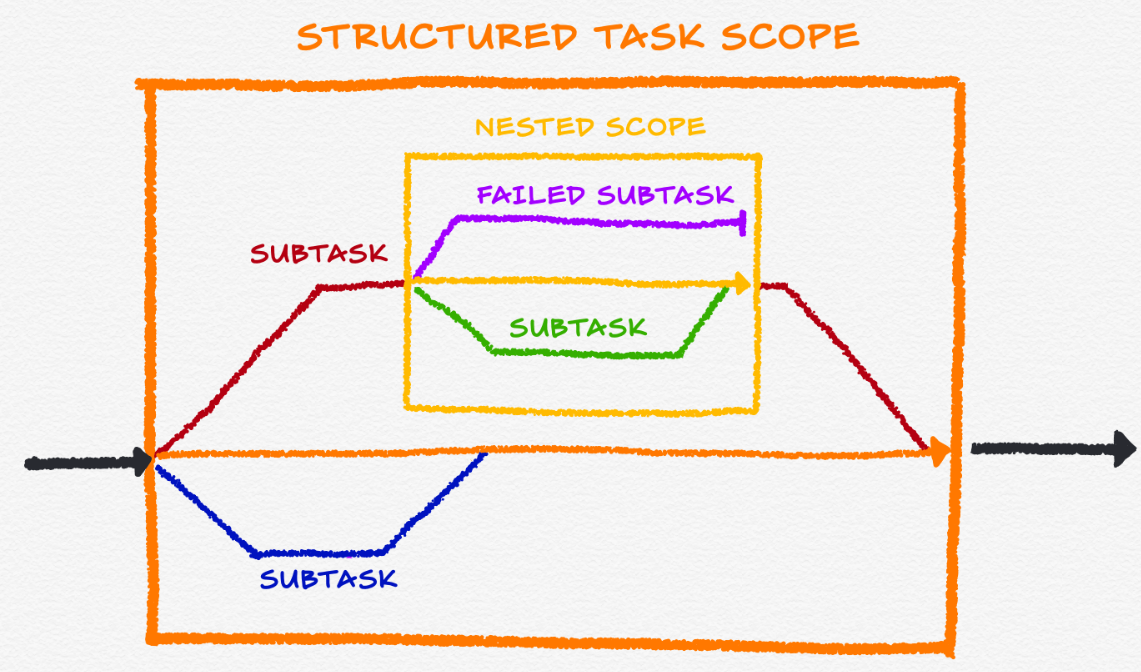 STRUCTURED TASK SCOPE
NESTED SCOPE
FAILED SUBTASK
SUBTASK
SUBTASK
SUBTASK